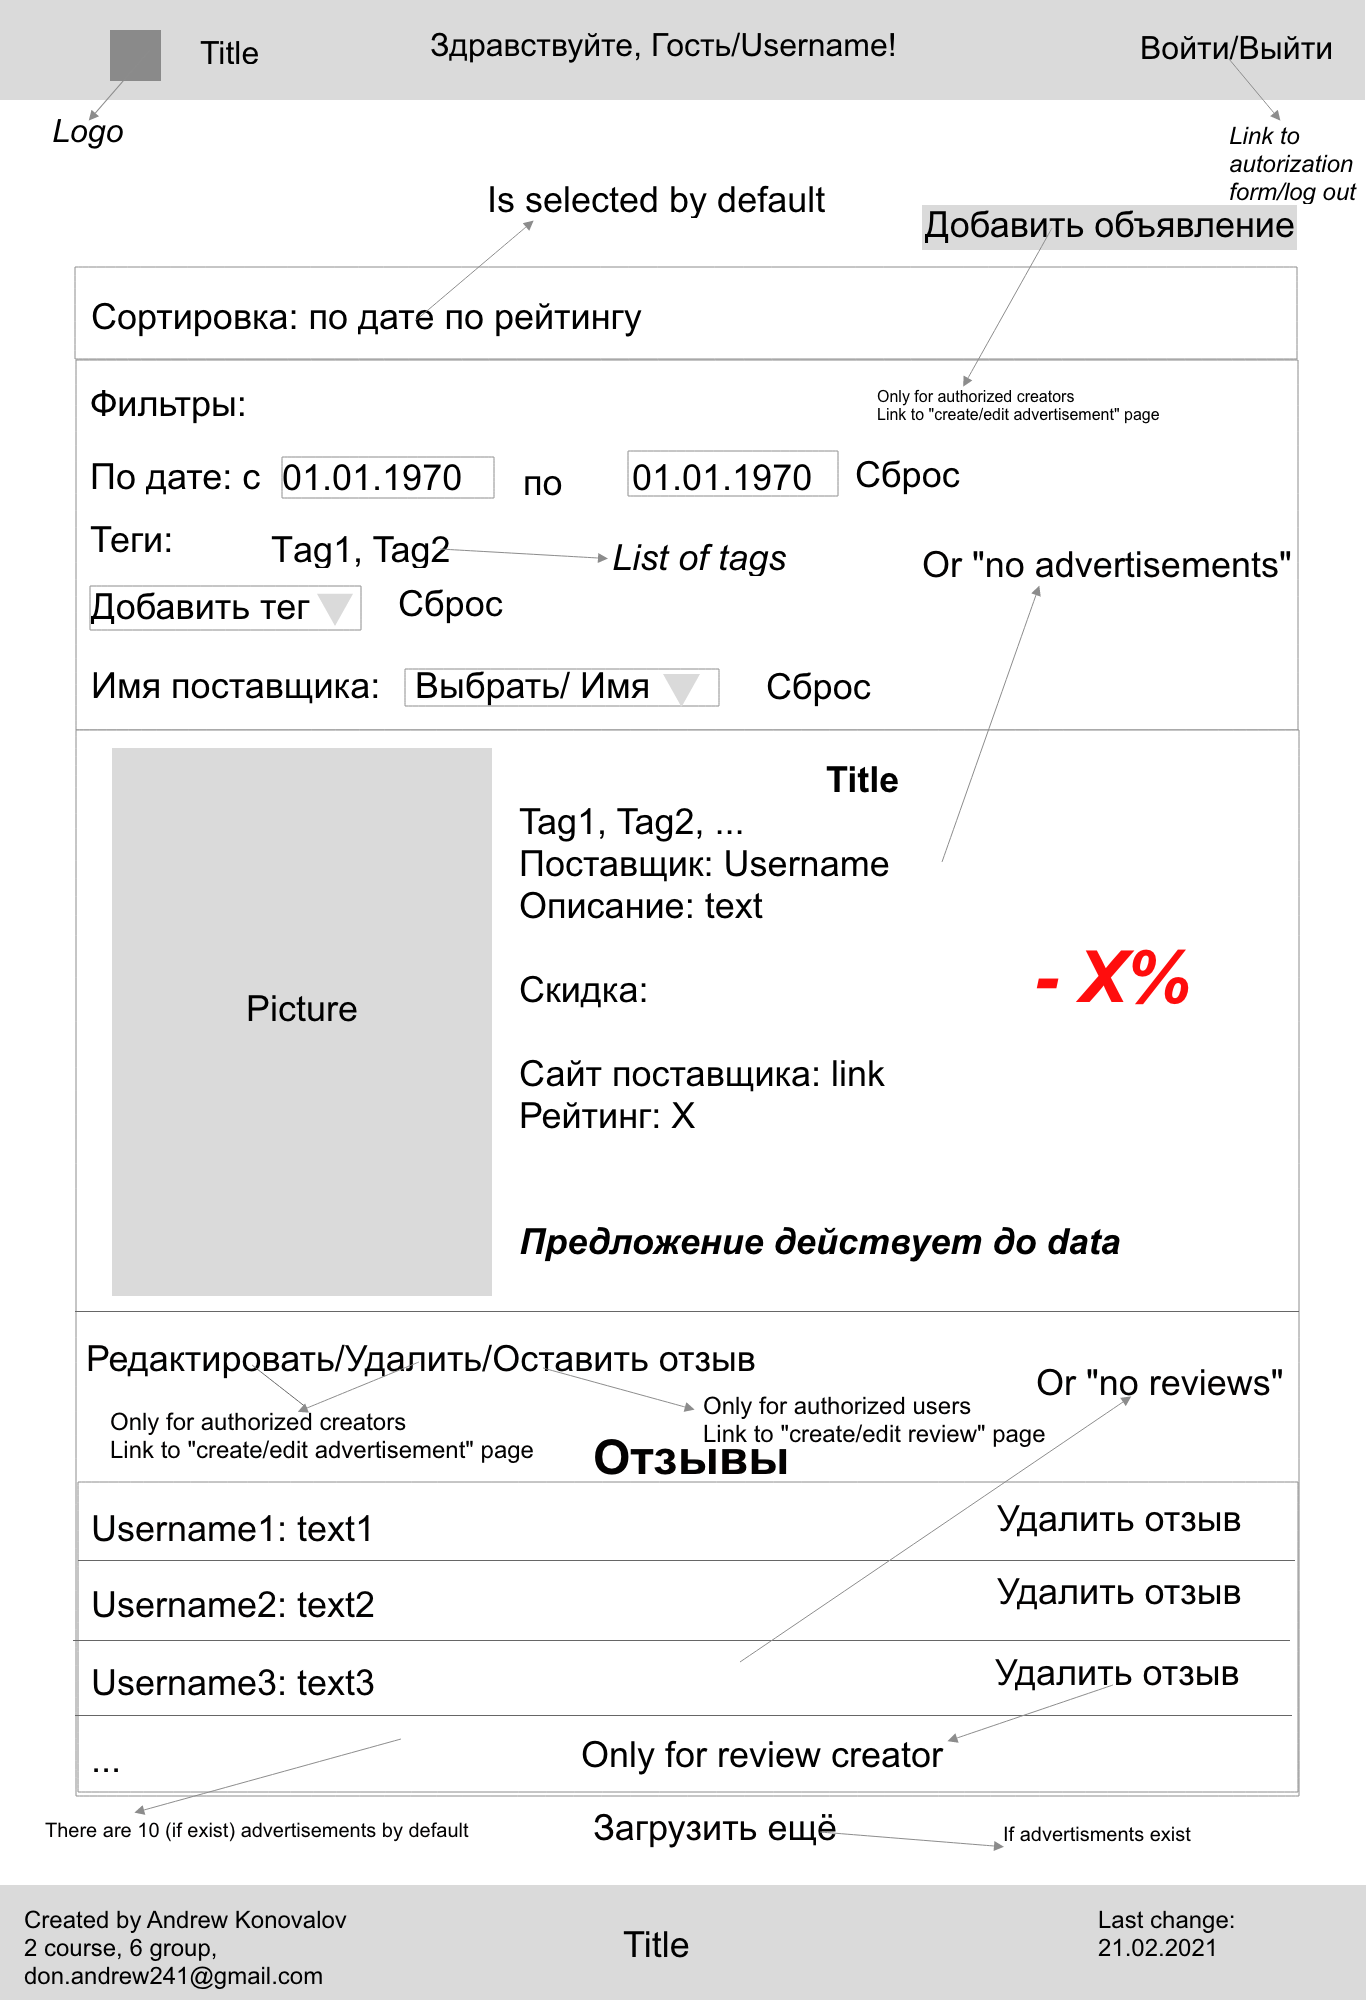 Title
Здравствуйте, Гость/Username!
Войти/Выйти
Logo
Link to
autorization
form/log out
Is selected by default
Добавить объявление
Сортировка: по дате по рейтингу
Фильтры:
Only for authorized creators
Link to "create/edit advertisement" page
По дате: с 01.01.1970 по 01.01.1970 Сброс
Теги: Tag1, Tag2
List of tags
Or "no advertisements"
Добавить тег Сброс
Имя поставщика: Выбрать/ Имя Сброс
Picture
Title
Tag1, Tag2, ...
Поставщик: Username
Описание: text
Скидка:
- X%
Сайт поставщика: link
Рейтинг: X
Предложение действует до data
Редактировать/Удалить/Оставить отзыв
Or "no reviews"
Only for authorized creators
Link to "create/edit advertisement" page
Only for authorized users
Link to "create/edit review" page
Отзывы
Username1: text1 Удалить отзыв
Username2: text2 Удалить отзыв
Username3: text3 Удалить отзыв
...
Only for review creator
There are 10 (if exist) advertisements by default
Загрузить ещё
If advertisments exist
Created by Andrew Konovalov
2 course, 6 group,
don.andrew241@gmail.com
Title
Last change:
21.02.2021